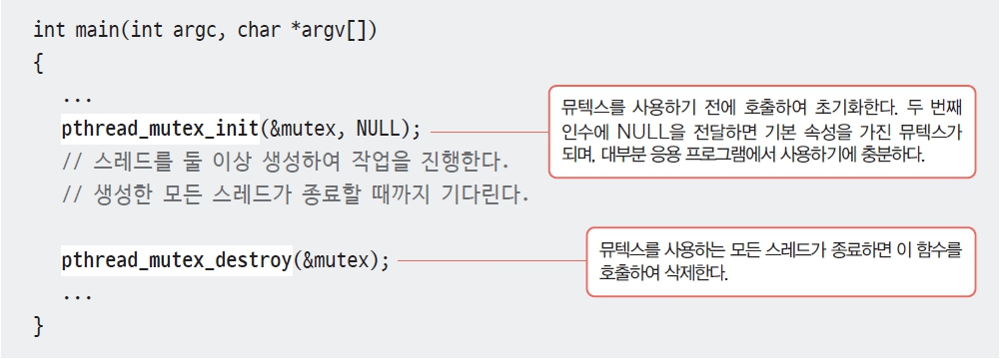 int main(int argc, char *argv[])
{
...
pthread_mutex_init(&mutex, NULL);
// 스레드를 둘 이상 생성하여 작업을 진행한다.
// 생성한 모든 스레드가 종료할 때까지 기다린다.
뮤텍스를 사용하기 전에 호출하여 초기화한다. 두 번째
인수에 NULL을 전달하면 기본 속성을 가진 뮤텍스가
되며, 대부분 응용 프로그램에서 사용하기에 충분하다.
pthread_mutex_destroy(&mutex);
뮤텍스를 사용하는 모든 스레드가 종료하면 이 함수를
호출하여 삭제한다.
...
}